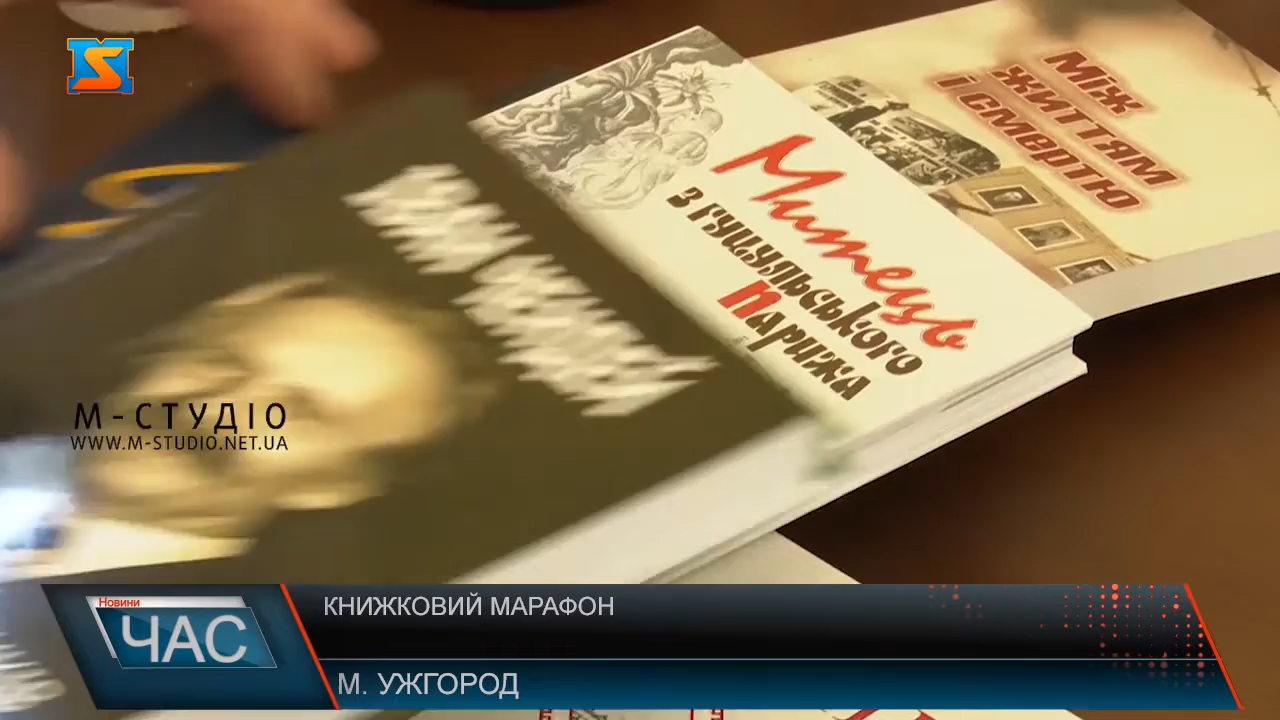 Між
життям
і смертю
Митець
з гуцульського
Парижа
М-СТУДІО
WWW.M-STUDIO.NET.UA
Новини
ЧАС
КНИЖКОВИЙ МАРАФОН
М. УЖГОРОД